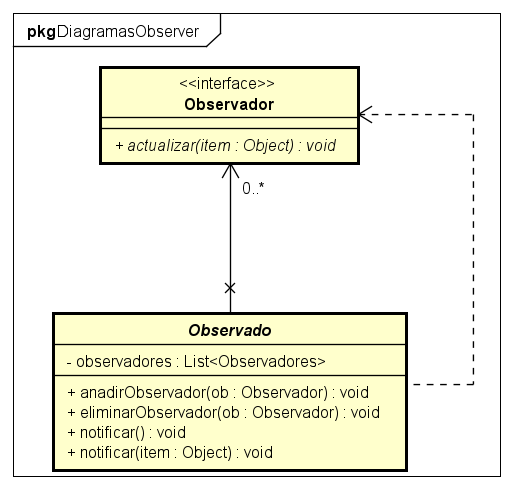 pkg DiagramasObserver
<<interface>>
Observador
+ actualizar(item : Object) : void
0..*
Observado
- observadores : List<Observadores>
+ anadirObservador(ob : Observador) : void
+ eliminarObservador(ob : Observador) : void
+ notificar() : void
+ notificar(item : Object) : void